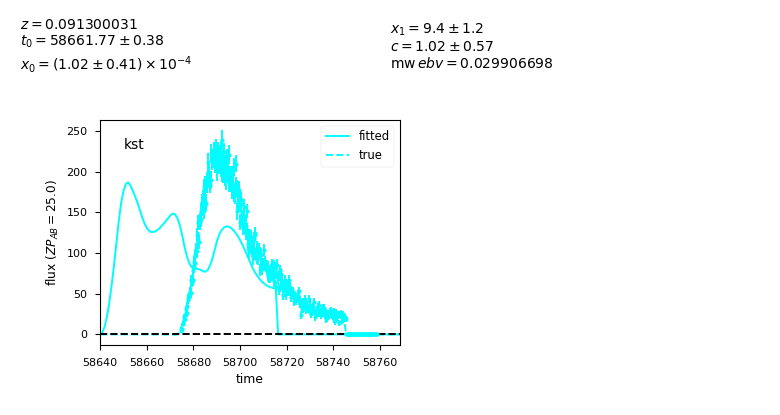 z = 0.091300031
t₀ = 58661.77 ± 0.38
x₀ = (1.02 ± 0.41) × 10⁻⁴
x₁ = 9.4 ± 1.2
c = 1.02 ± 0.57
mwebv = 0.029906698
kst
fitted
true
flux (ZP_AB = 25.0)
250
200
150
100
50
0
58640 58660 58680 58700 58720 58740 58760
time